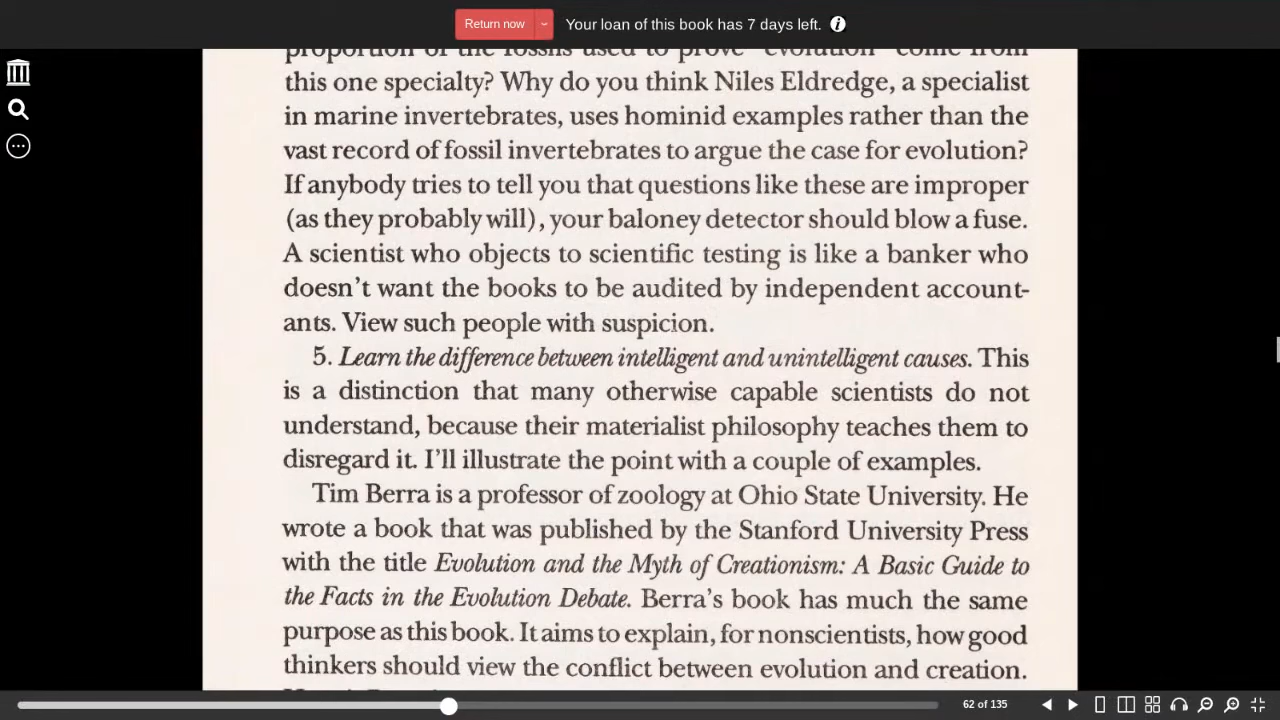 Return now
Your loan of this book has 7 days left.
proportion of the fossils used to prove "evolution" come from
this one specialty? Why do you think Niles Eldredge, a specialist
in marine invertebrates, uses hominid examples rather than the
vast record of fossil invertebrates to argue the case for evolution?
If anybody tries to tell you that questions like these are improper
(as they probably will), your baloney detector should blow a fuse.
A scientist who objects to scientific testing is like a banker who
doesn't want the books to be audited by independent account-
ants. View such people with suspicion.
5. Learn the difference between intelligent and unintelligent causes. This
is a distinction that many otherwise capable scientists do not
understand, because their materialist philosophy teaches them to
disregard it. I'll illustrate the point with a couple of examples.
Tim Berra is a professor of zoology at Ohio State University. He
wrote a book that was published by the Stanford University Press
with the title Evolution and the Myth of Creationism: A Basic Guide to
the Facts in the Evolution Debate. Berra's book has much the same
purpose as this book. It aims to explain, for nonscientists, how good
thinkers should view the conflict between evolution and creation.
62 of 135